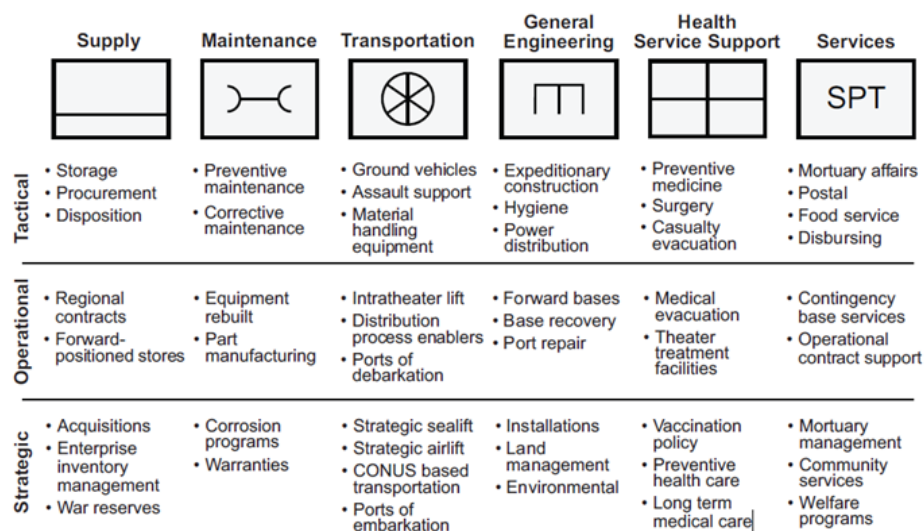 Supply
Maintenance
Transportation
General
Engineering
Health
Service Support
Services
SPT
Tactical
• Storage
• Procurement
• Disposition
• Preventive
maintenance
• Corrective
maintenance
• Ground vehicles
• Assault support
• Material
handling
equipment
• Expeditionary
construction
• Hygiene
• Power
distribution
• Preventive
medicine
• Surgery
• Casualty
evacuation
• Mortuary affairs
• Postal
• Food service
• Disbursing
Operational
• Regional
contracts
• Forward-
positioned stores
• Equipment
rebuilt
• Part
manufacturing
• Intratheater lift
• Distribution
process enablers
• Ports of
debarkation
• Forward bases
• Base recovery
• Port repair
• Medical
evacuation
• Theater
treatment
facilities
• Contingency
base services
• Operational
contract support
Strategic
• Acquisitions
• Enterprise
inventory
management
• War reserves
• Corrosion
programs
• Warranties
• Strategic sealift
• Strategic airlift
• CONUS based
transportation
• Ports of
embarkation
• Installations
• Land
management
• Environmental
• Vaccination
policy
• Preventive
health care
• Long term
medical care
• Mortuary
management
• Community
services
• Welfare
programs